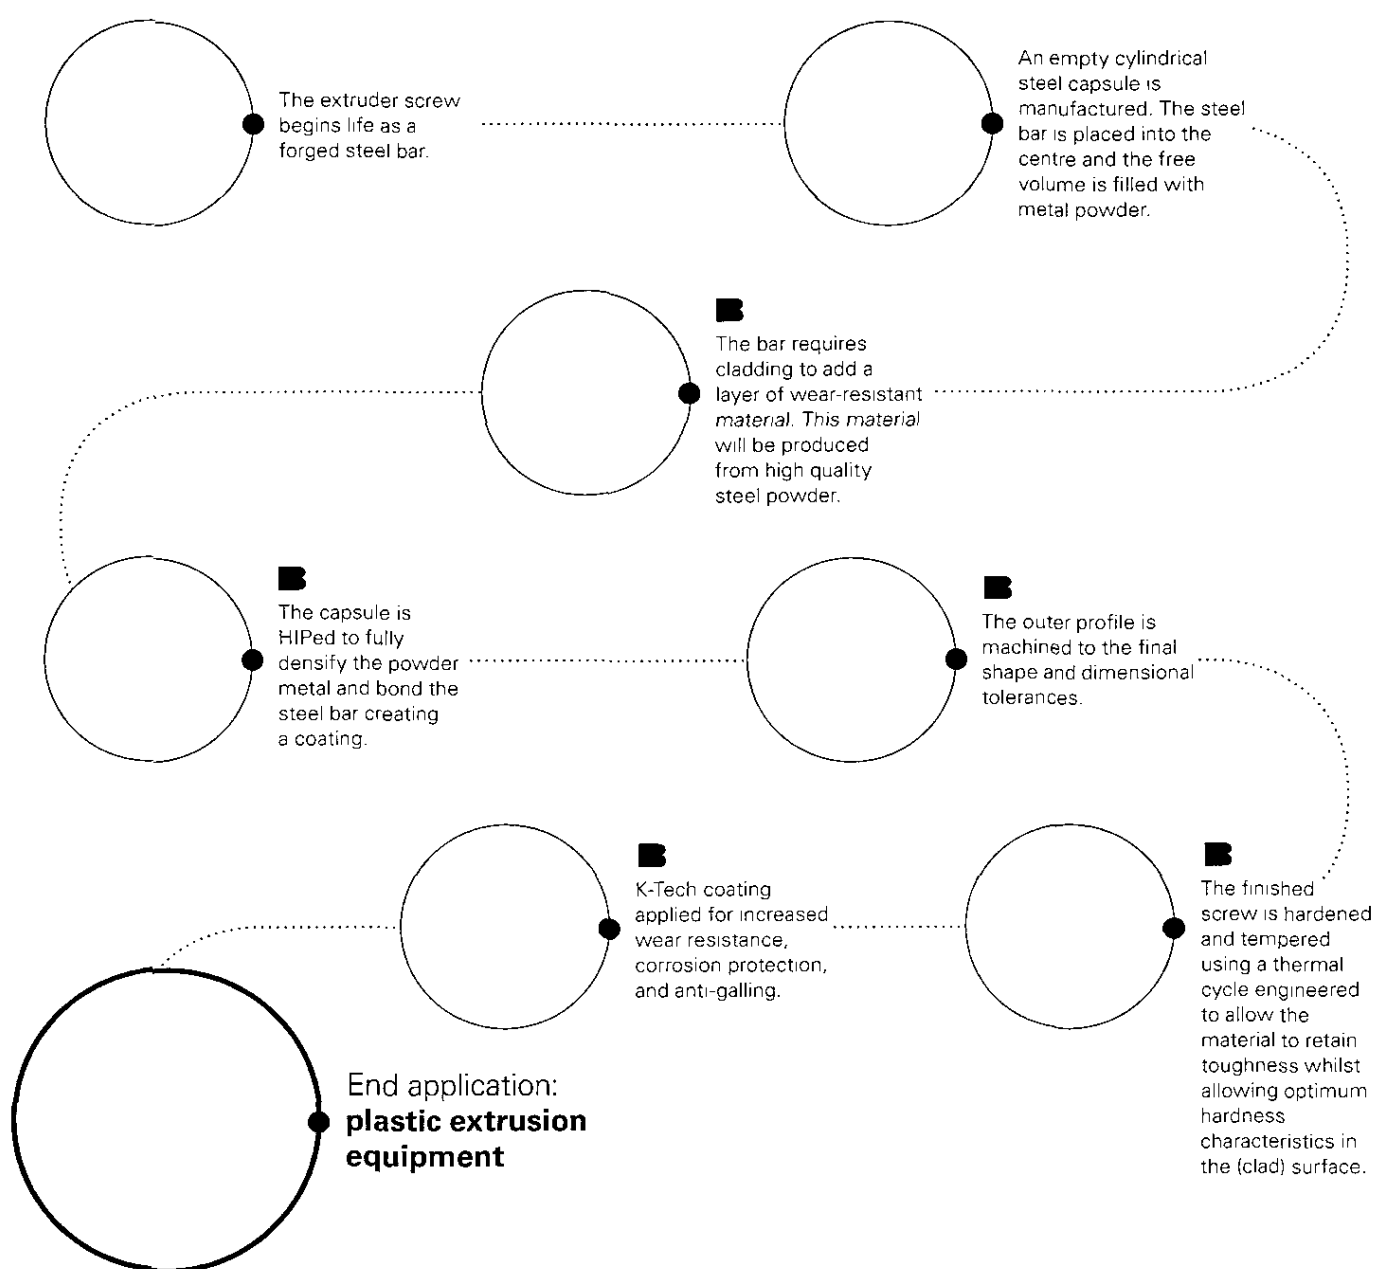 The extruder screw
begins life as a
forged steel bar.
An empty cylindrical
steel capsule is
manufactured. The steel
bar is placed into the
centre and the free
volume is filled with
metal powder.
The bar requires
cladding to add a
layer of wear-resistant
material. This material
will be produced
from high quality
steel powder.
The capsule is
HIPed to fully
densify the powder
metal and bond the
steel bar creating
a coating.
The outer profile is
machined to the final
shape and dimensional
tolerances.
The finished
screw is hardened
and tempered
using a thermal
cycle engineered
to allow the
material to retain
toughness whilst
allowing optimum
hardness
characteristics in
the (clad) surface.
K-Tech coating
applied for increased
wear resistance,
corrosion protection,
and anti-galling.
End application:
plastic extrusion
equipment